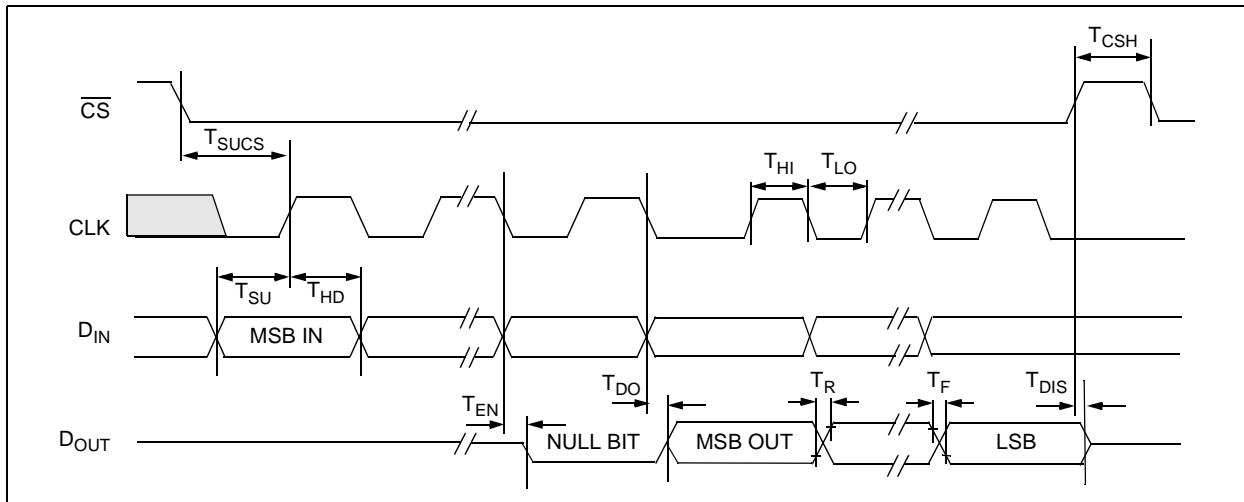 TCSH
CS
TSUCS
THI TLO
CLK
TSU THD
DIN MSB IN
TEN TDO TR TF TDIS
DOUT NULL BIT MSB OUT LSB